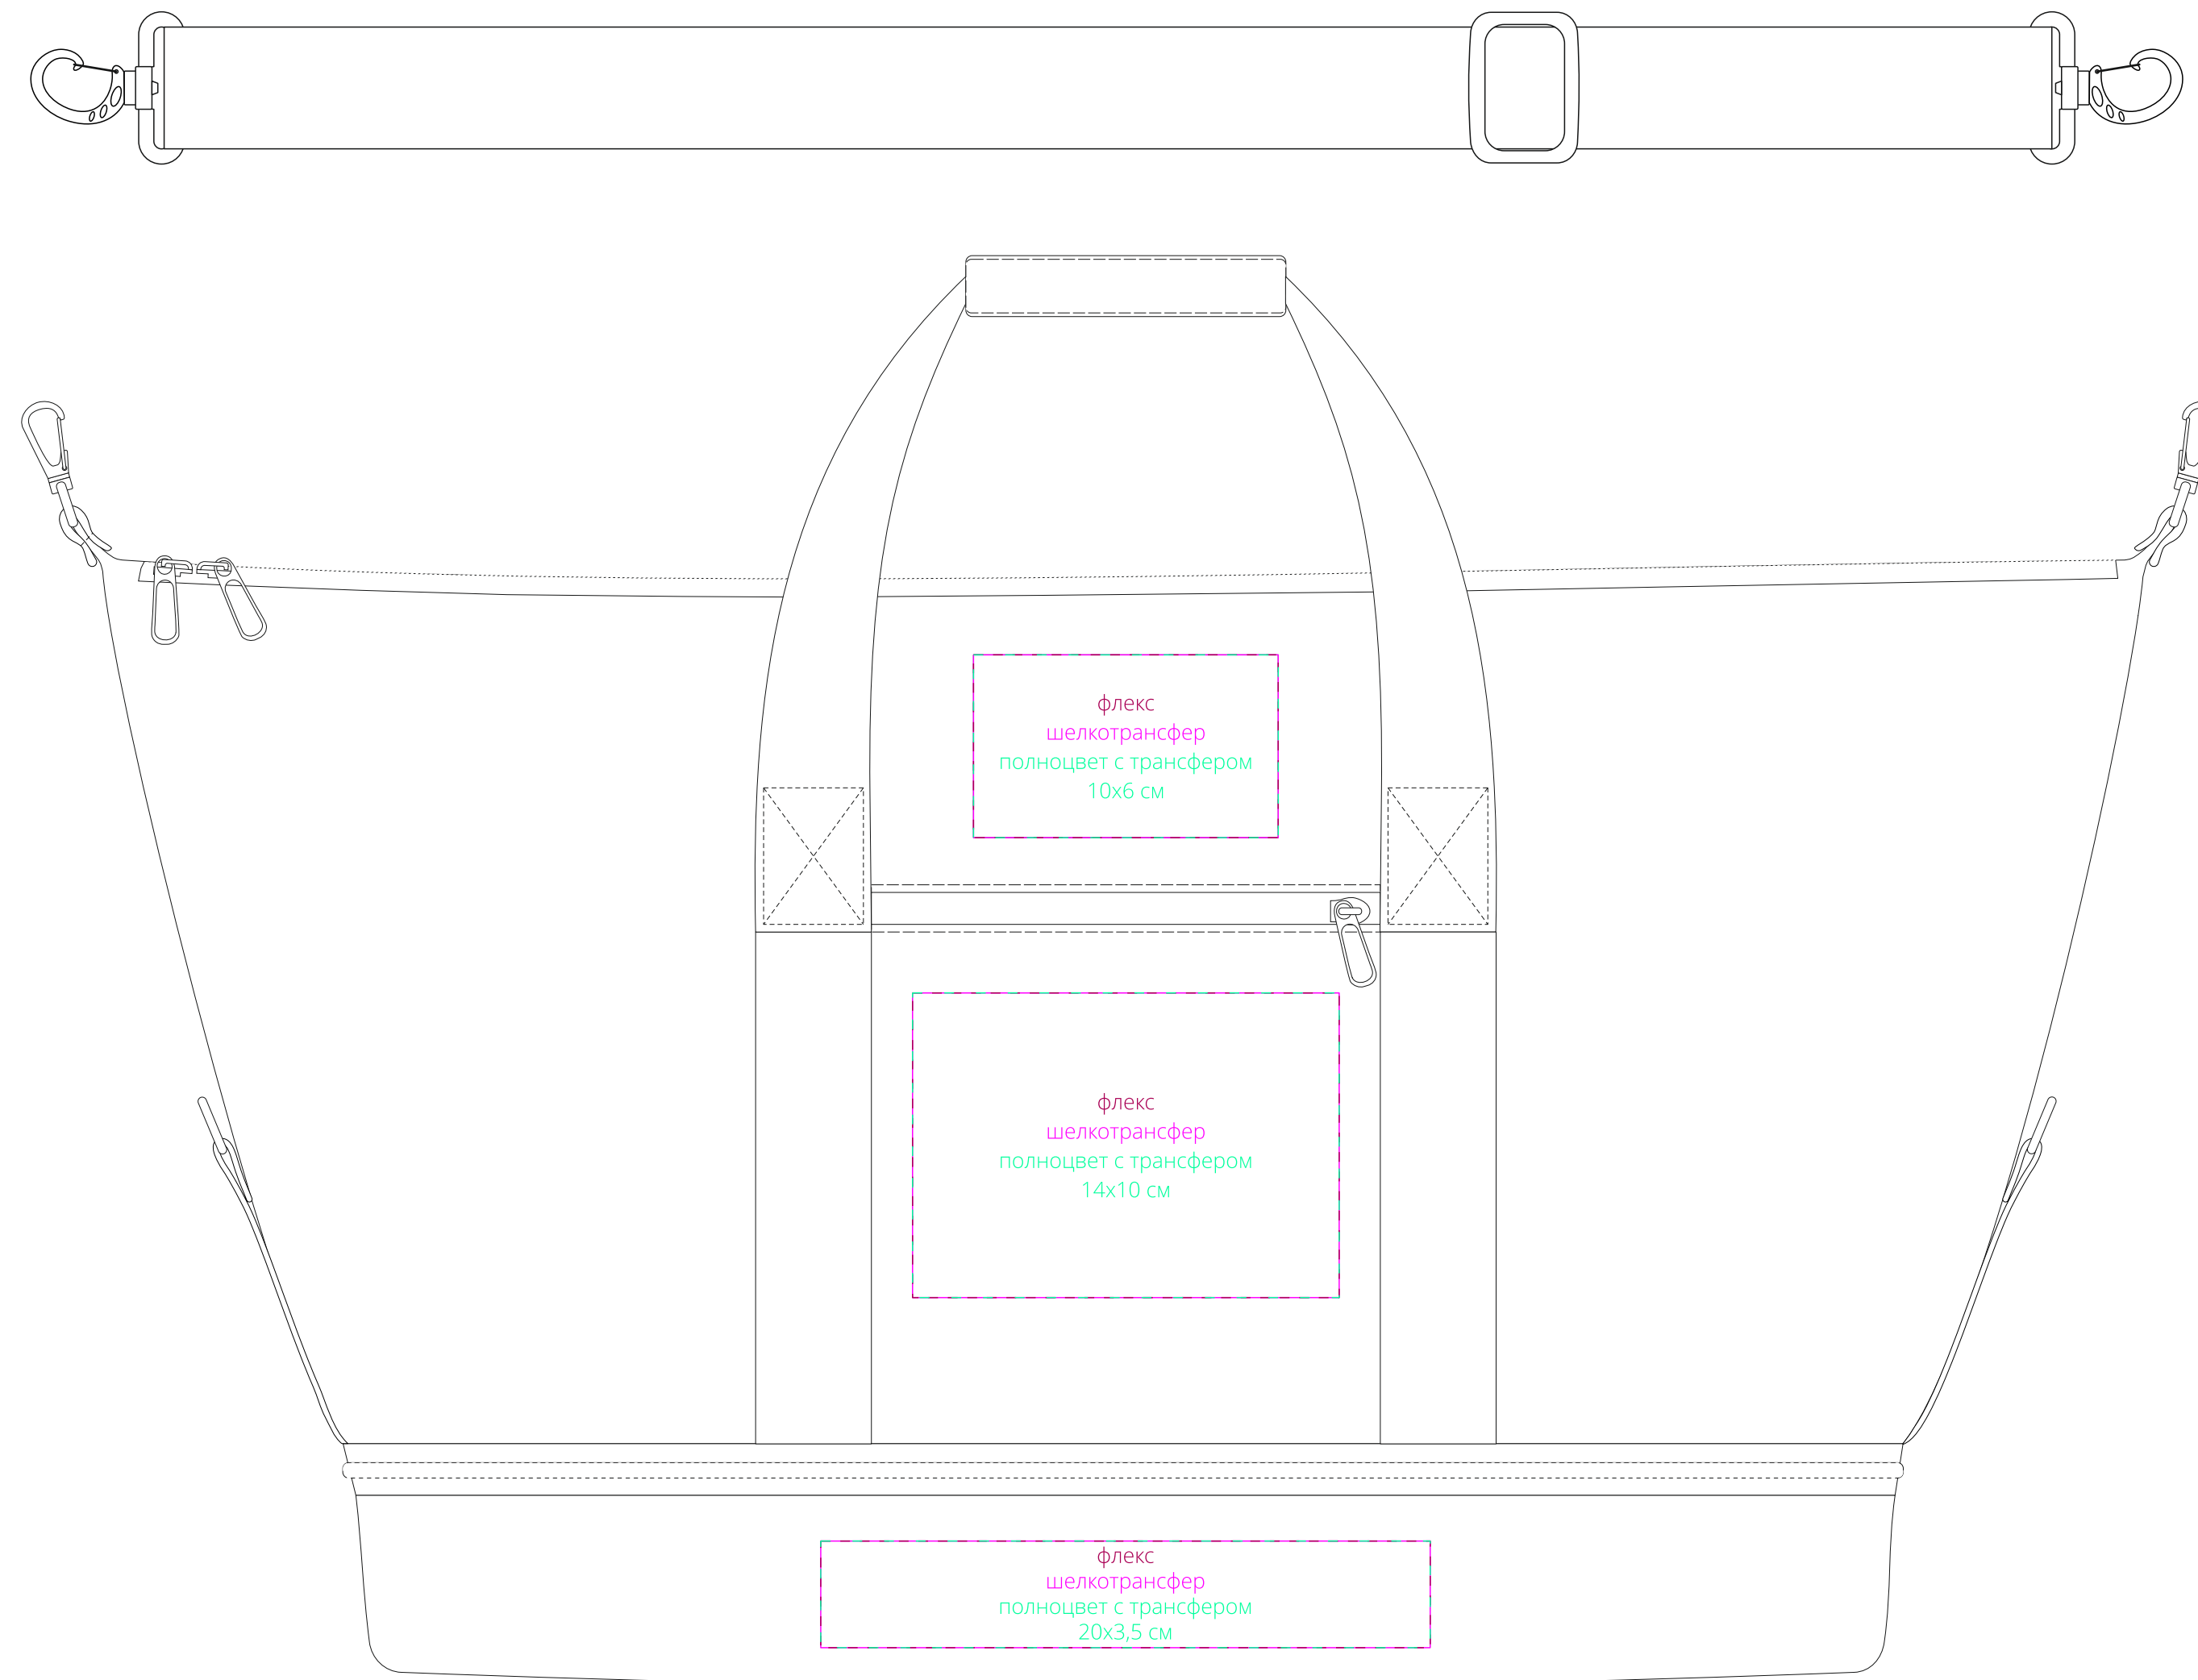 флекс
шелкотрансфер
полноцвет с трансфером
10х6 см
флекс
шелкотрансфер
полноцвет с трансфером
14х10 см
флекс
шелкотрансфер
полноцвет с трансфером
20х3,5 см